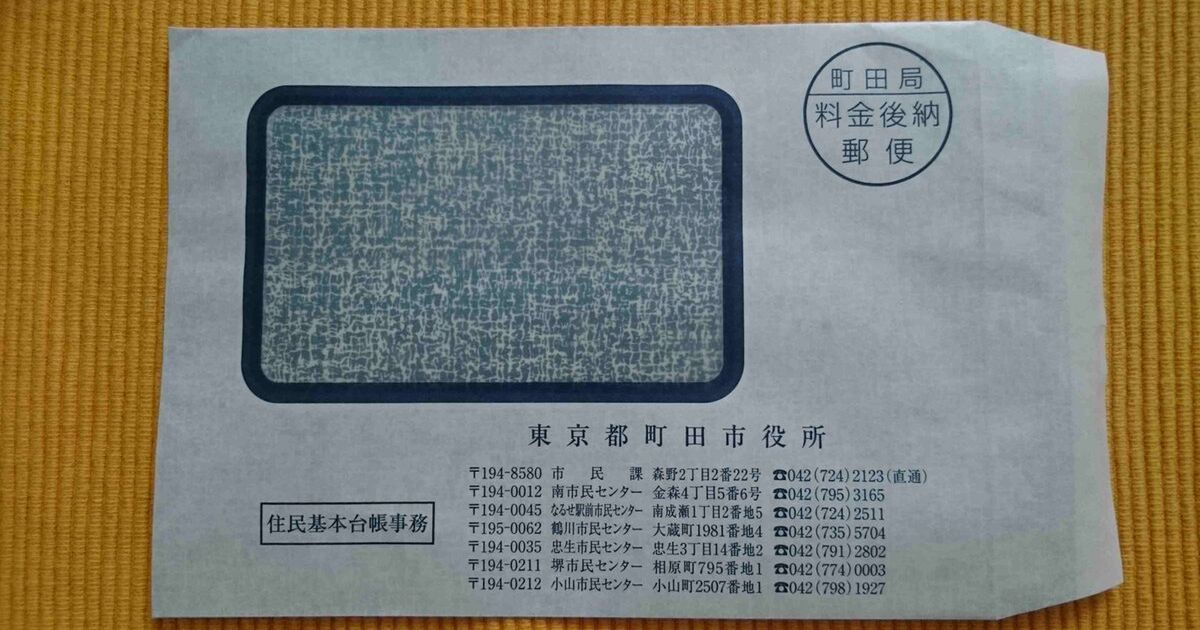 町田局
料金後納
郵便
東京都町田市役所
〒194-8580 市民課 森野2丁目2番22号 ☎042(724)2123(直通)
〒194-0012 南市民センター 金森4丁目5番6号 ☎042(795)3165
〒194-0045 なるせ駅前市民センター 南成瀬1丁目2番地5 ☎042(724)2511
〒195-0062 鶴川市民センター 大蔵町1981番地4 ☎042(735)5704
〒194-0035 忠生市民センター 忠生3丁目14番地2 ☎042(791)2802
〒194-0211 堺市民センター 相原町795番地1 ☎042(774)0003
〒194-0212 小山市民センター 小山町2507番地1 ☎042(798)1927
住民基本台帳事務